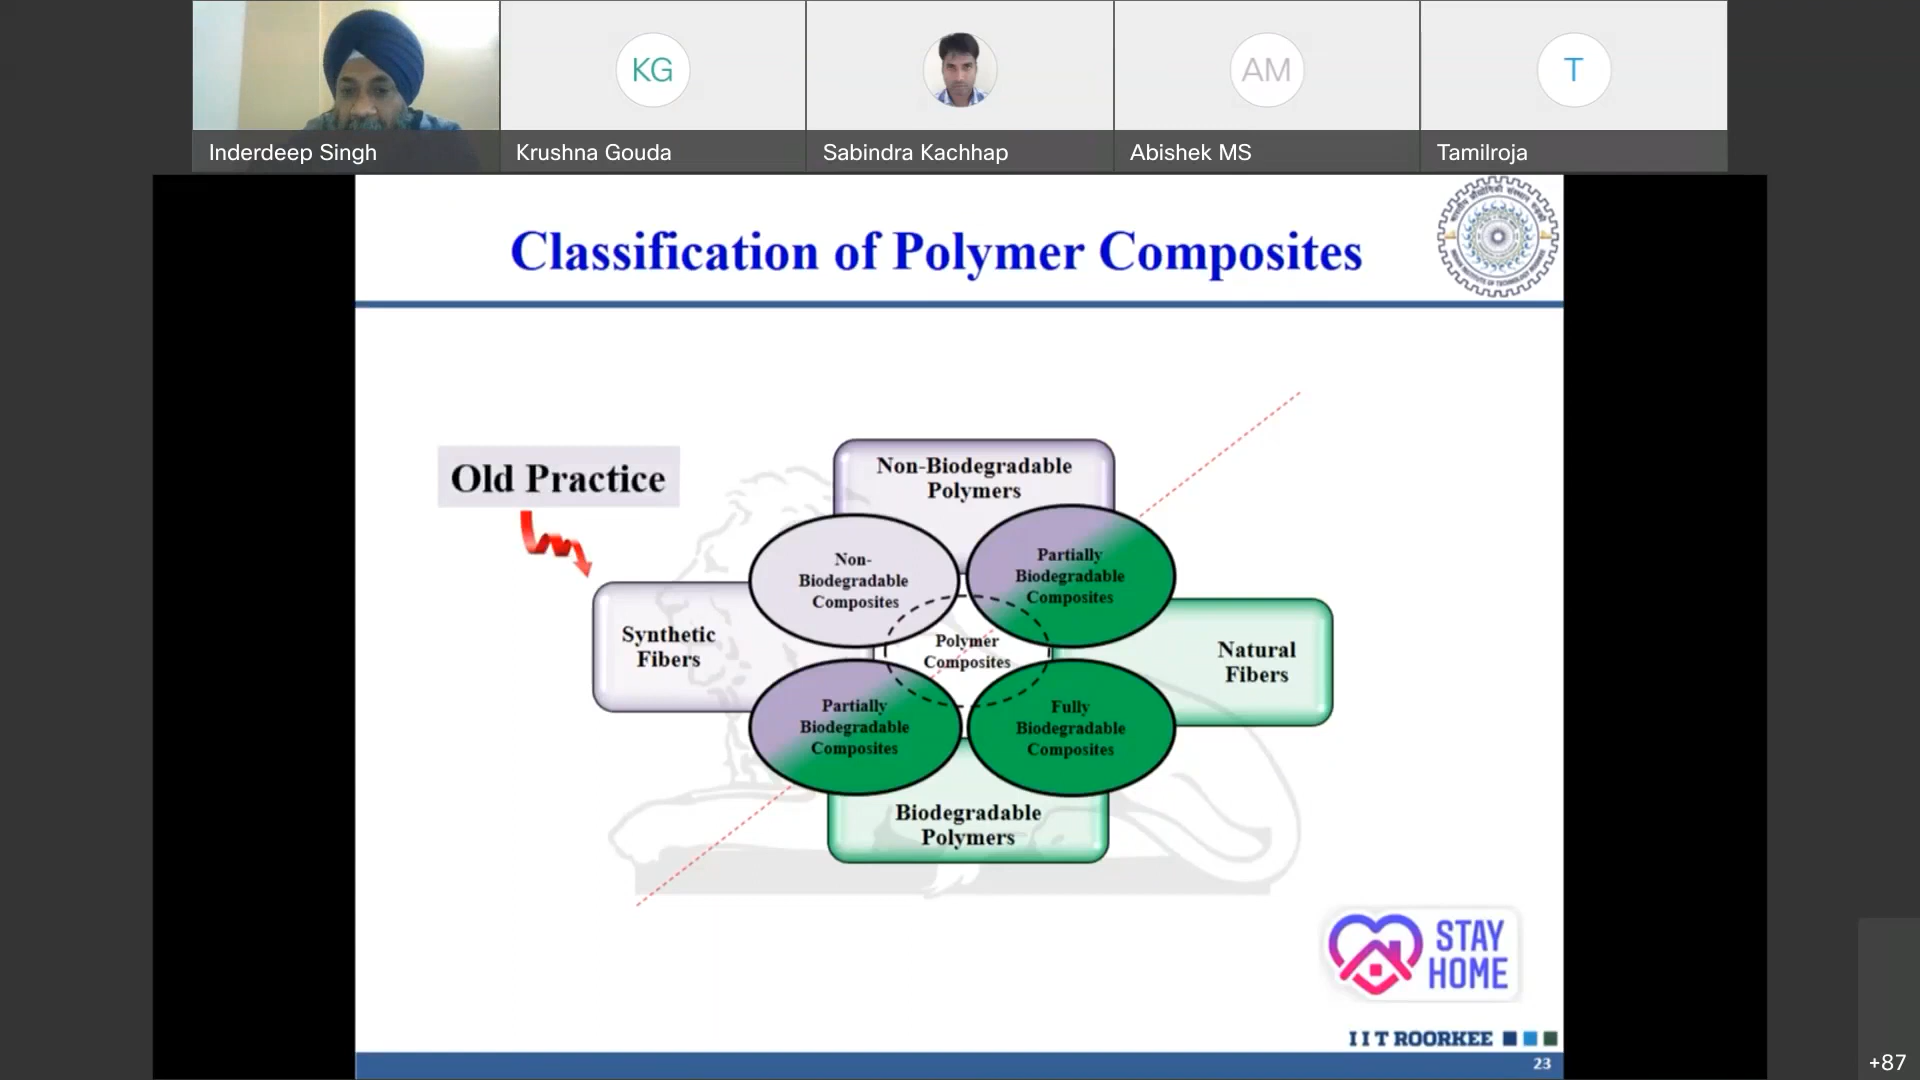 KG
AM
T
Inderdeep Singh
Krushna Gouda
Sabindra Kachhap
Abishek MS
Tamilroja
Classification of Polymer Composites
Old Practice
Non-Biodegradable
Polymers
Non-
Biodegradable
Composites
Partially
Biodegradable
Composites
Synthetic
Fibers
Polymer
Composites
Natural
Fibers
Partially
Biodegradable
Composites
Fully
Biodegradable
Composites
Biodegradable
Polymers
STAY
HOME
I I T ROORKEE
23
+87